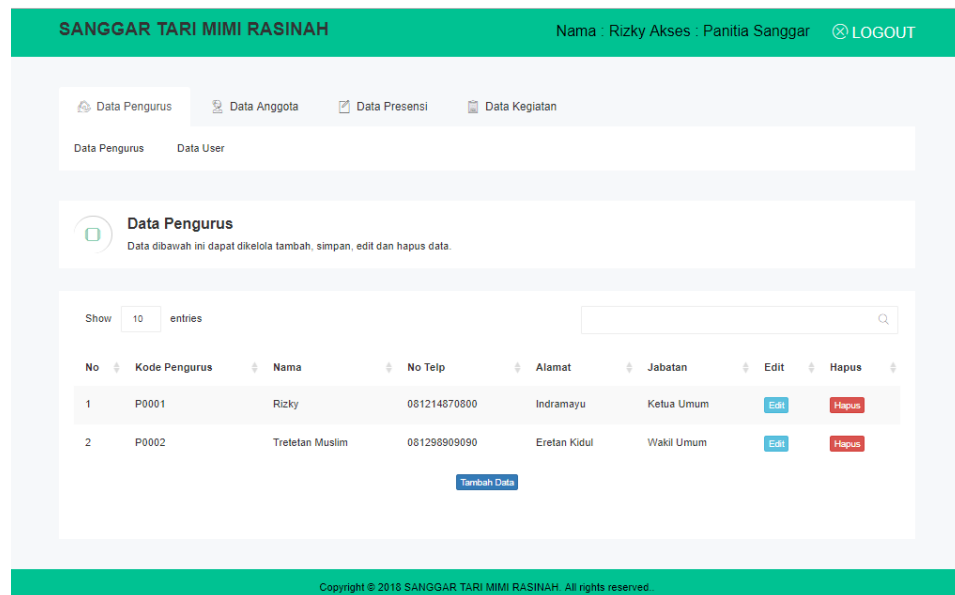 SANGGAR TARI MIMI RASINAH Nama : Rizky Akses : Panitia Sanggar LOGOUT
Data Pengurus Data Anggota Data Presensi Data Kegiatan
Data Pengurus Data User
Data Pengurus
Data dibawah ini dapat dikelola tambah, simpan, edit dan hapus data.
Show 10 entries
No Kode Pengurus Nama No Telp Alamat Jabatan Edit Hapus
1 P0001 Rizky 081214870800 Indramayu Ketua Umum Edit Hapus
2 P0002 Tretetan Muslim 081298909090 Eretan Kidul Wakil Umum Edit Hapus
Tambah Data
Copyright © 2018 SANGGAR TARI MIMI RASINAH. All rights reserved..